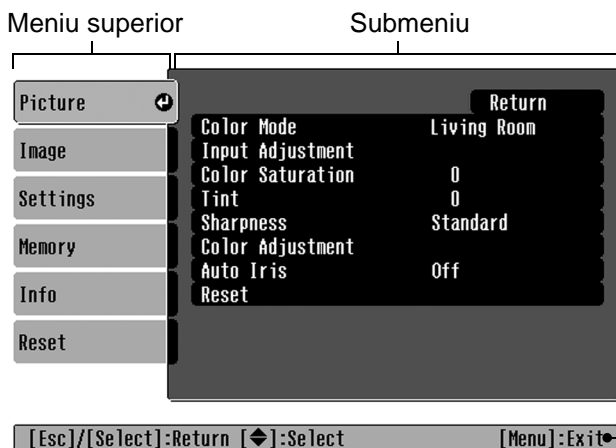 Meniu superior
Submeniu
Picture
Image
Settings
Memory
Info
Reset
Return
Color Mode Living Room
Input Adjustment
Color Saturation 0
Tint 0
Sharpness Standard
Color Adjustment
Auto Iris Off
Reset
[Esc]/[Select]:Return [◆]:Select [Menu]:Exit